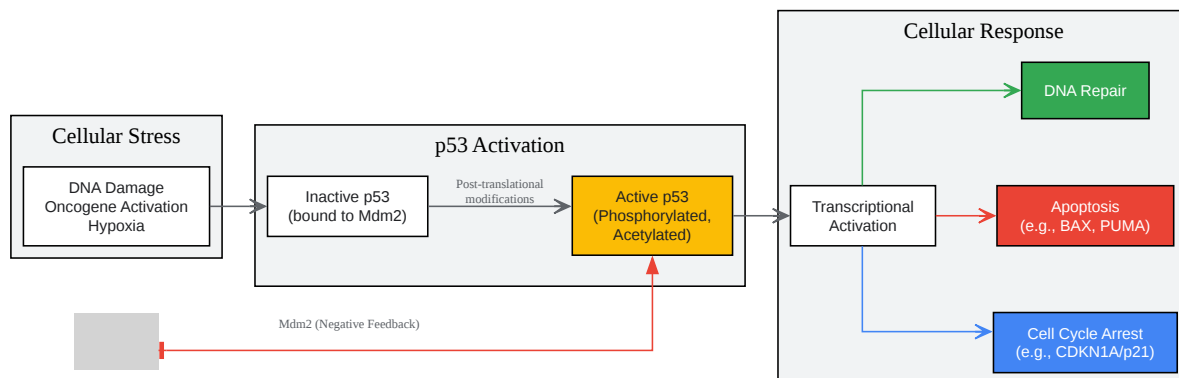 Cellular Stress
DNA Damage
Oncogene Activation
Hypoxia
p53 Activation
Inactive p53
(bound to Mdm2)
Post-translational
modifications
Active p53
(Phosphorylated,
Acetylated)
Mdm2 (Negative Feedback)
Cellular Response
Transcriptional
Activation
DNA Repair
Apoptosis
(e.g., BAX, PUMA)
Cell Cycle Arrest
(e.g., CDKN1A/p21)